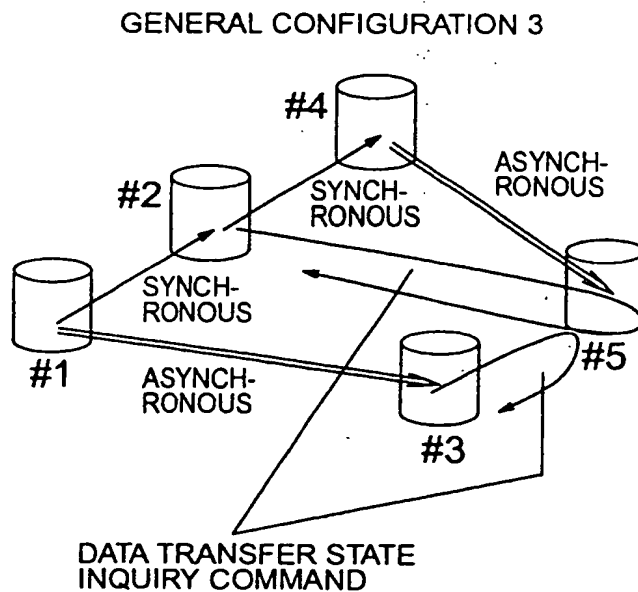 GENERAL CONFIGURATION 3
#4
ASYNCH-
RONOUS
#2
SYNCH-
RONOUS
SYNCH-
RONOUS
#1
ASYNCH-
RONOUS
#5
#3
DATA TRANSFER STATE
INQUIRY COMMAND